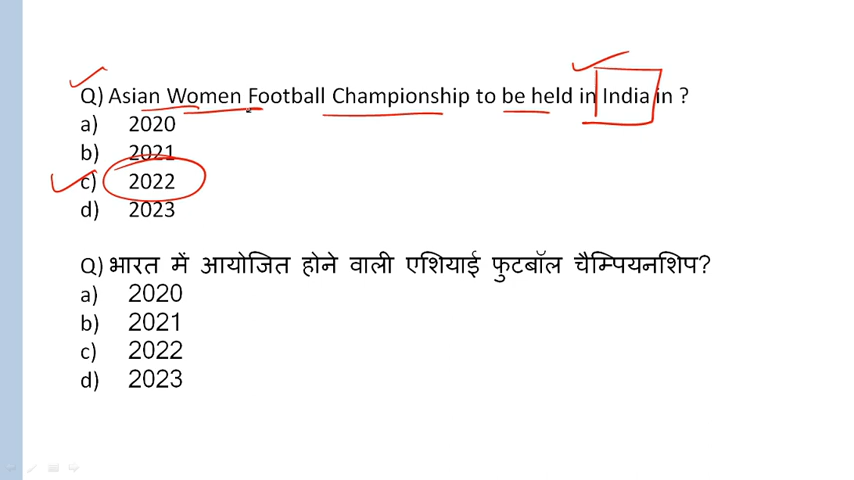 Q) Asian Women Football Championship to be held in India in ?
a) 2020
b) 2021
c) 2022
d) 2023
Q) भारत में आयोजित होने वाली एशियाई फुटबॉल चैम्पियनशिप?
a) 2020
b) 2021
c) 2022
d) 2023